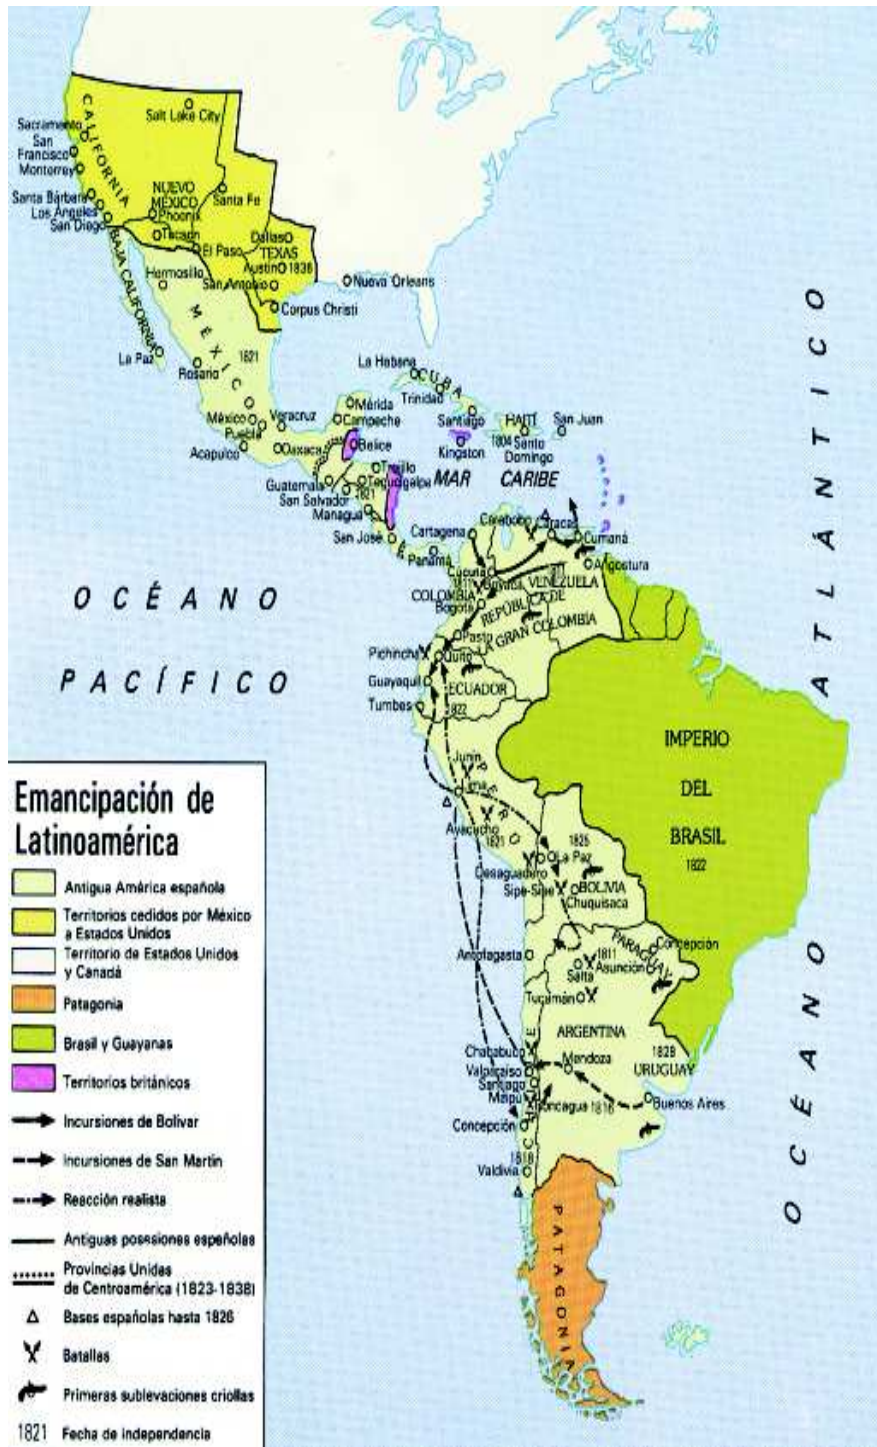 CALIFORNIA
Salt Lake City
Sacramento
San
Francisco
Monterrey
NUEVO
MÉXICO
Santa Fe
Santa Bárbara
Phoenix
Los Angeles
San Diego
Tucson
El Paso
Dallas
TEXAS
Austin 1836
San Antonio
BAJA CALIFORNIA
Hermosillo
Nueva Orleans
Corpus Christi
MÉXICO
1821
La Paz
Rosario
La Habana
CUBA
Trinidad
Mérida
Campeche
Veracruz
México
Puebla
Acapulco
Oaxaca
Belice
Santiago
Kingston
HAITÍ
1804
Santo
Domingo
San Juan
Trujillo
Guatemala
Tegucigalpa
San Salvador
1821
Managua
San José
Panamá
MAR CARIBE
Cartagena
Carabobo
Caracas
Cumaná
Angostura
Cúcuta
1811
Boyacá
VENEZUELA
COLOMBIA
Bogotá
REPÚBLICA DE
LA GRAN COLOMBIA
Pasto
Pichincha
Quito
Guayaquil
ECUADOR
1822
Tumbes
OCÉANO
PACÍFICO
OCÉANO ATLÁNTICO
IMPERIO
DEL
BRASIL
1822
Junín
Lima
PERÚ
Ayacucho
1821
1825
La Paz
Desaguadero
Sipe-Sipe
BOLIVIA
Chuquisaca
PARAGUAY
Concepción
1811
Antofagasta
Salta
Asunción
Tucumán
ARGENTINA
Chacabuco
Mendoza
1828
URUGUAY
Valparaíso
Santiago
Maipú
Aconcagua 1816
Buenos Aires
Concepción
CHILE
1818
Valdivia
PATAGONIA
Emancipación de
Latinoamérica
Antigua América española
Territorios cedidos por México
a Estados Unidos
Territorio de Estados Unidos
y Canadá
Patagonia
Brasil y Guayanas
Territorios británicos
Incursiones de Bolívar
Incursiones de San Martín
Reacción realista
Antiguas posesiones españolas
Provincias Unidas
de Centroamérica (1823-1838)
Bases españolas hasta 1826
Batallas
Primeras sublevaciones criollas
1821 Fecha de independencia